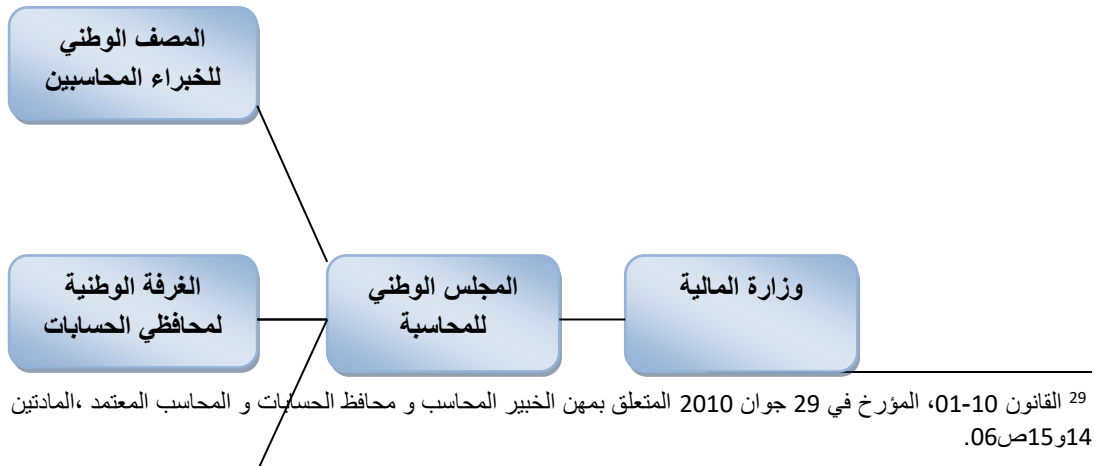 المصف الوطني
للخبراء المحاسبين
وزارة المالية
المجلس الوطني
للمحاسبة
الغرفة الوطنية
لمحافظي الحسابات
29 القانون 10-01، المؤرخ في 29 جوان 2010 المتعلق بمهن الخبير المحاسب و محافظ الحسابات و المحاسب المعتمد ،المادتين
14و15ص06.